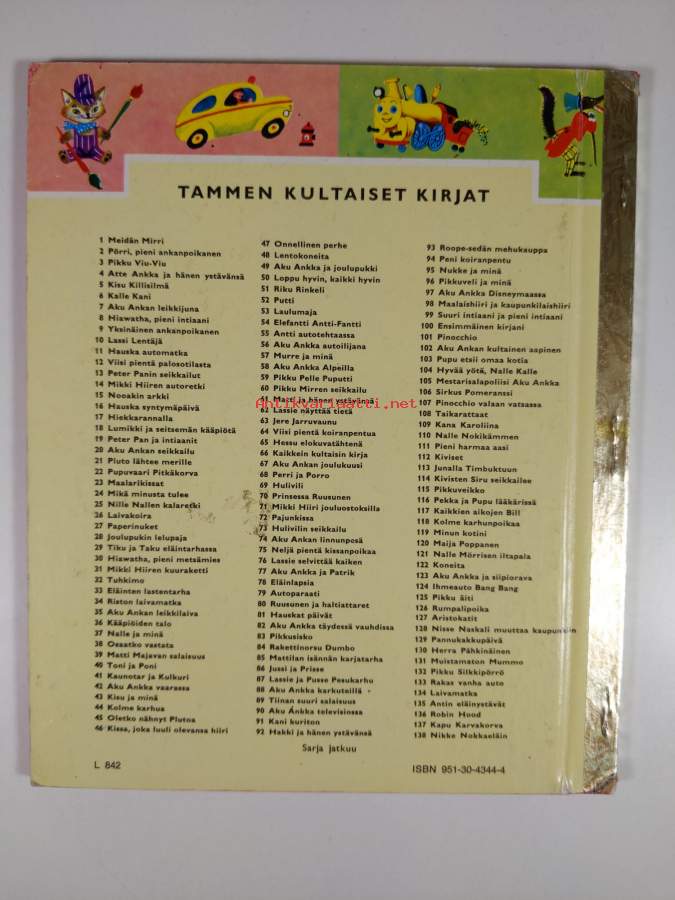 TAMMEN KULTAISET KIRJAT
1 Meidän Mirri
2 Pörri, pieni ankanpoikanen
3 Pikku Viu-Viu
4 Atte Ankka ja hänen ystävänsä
5 Kisu Killisilmä
6 Kalle Kani
7 Aku Ankan leikkijuna
8 Hiawatha, pieni intiaani
9 Yksinäinen ankanpoikanen
10 Lassi Lentäjä
11 Hauska automatka
12 Viisi pientä palosotilasta
13 Peter Panin seikkailut
14 Mikki Hiiren autoretki
15 Nooakin arkki
16 Hauska syntymäpäivä
17 Hiekkarannalla
18 Lumikki ja seitsemän kääpiötä
19 Peter Pan ja intiaanit
20 Aku Ankan seikkailu
21 Pluto lähtee merille
22 Pupuvaari Pitkäkorva
23 Maalarikissat
24 Mikä minusta tulee
25 Nille Nallen kalaretki
26 Laivakoira
27 Paperinuket
28 Joulupukin lelupaja
29 Tiku ja Taku eläintarhassa
30 Hiawatha, pieni metsämies
31 Mikki Hiiren kuuraketti
32 Tuhkimo
33 Eläinten lastentarha
34 Riston laivamatka
35 Aku Ankan leikkilaiva
36 Kääpiöiden talo
37 Nalle ja minä
38 Osaatko vastata
39 Matti Majavan salaisuus
40 Toni ja Poni
41 Kaunotar ja Kulkuri
42 Aku Ankka vaarassa
43 Kisu ja minä
44 Kolme karhua
45 Oletko nähnyt Plutoa
46 Kissa, joka luuli olevansa hiiri
47 Onnellinen perhe
48 Lentokoneita
49 Aku Ankka ja joulupukki
50 Loppu hyvin, kaikki hyvin
51 Riku Rinkeli
52 Putti
53 Laulumaja
54 Elefantti Antti-Fantti
55 Antti autotehtaassa
56 Aku Ankka autoilijana
57 Murre ja minä
58 Aku Ankka Alpeilla
59 Pikku Pelle Puputti
60 Pikku Mirren seikkailu
61 Matti ja hänen ystävänsä
62 Lassie näyttää tietä
63 Jere Jarruvaunu
64 Viisi pientä koiranpentua
65 Hessu elokuvatähtenä
66 Kaikkein kultaisin kirja
67 Aku Ankan joulukuusi
68 Perri ja Porro
69 Hulivili
70 Prinsessa Ruusunen
71 Mikki Hiiri jouluostoksilla
72 Pajunkissa
73 Hulivilin seikkailu
74 Aku Ankan linnunpesä
75 Neljä pientä kissanpoikaa
76 Lassie selvittää kaiken
77 Aku Ankka ja Patrik
78 Eläinlapsia
79 Autoparaati
80 Ruusunen ja haltiattaret
81 Hauskat päivät
82 Aku Ankka täydessä vauhdissa
83 Pikkusisko
84 Rakettinorsu Dumbo
85 Mattilan isännän karjatarha
86 Jussi ja Prisse
87 Lassie ja Pusse Pesukarhu
88 Aku Ankka karkuteillä
89 Tiinan suuri salaisuus
90 Aku Ankka televisiossa
91 Kani kuriton
92 Hakki ja hänen ystävänsä
93 Roope-sedän mehukauppa
94 Peni koiranpentu
95 Nukke ja minä
96 Pikkuveli ja minä
97 Aku Ankka Disneymaassa
98 Maalaishiiri ja kaupunkilaishiiri
99 Suuri intiaani ja pieni intiaani
100 Ensimmäinen kirjani
101 Pinocchio
102 Aku Ankan kultainen aapinen
103 Pupu etsii omaa kotia
104 Hyvää yötä, Nalle Kalle
105 Mestarisalapoliisi Aku Ankka
106 Sirkus Pomeranssi
107 Pinocchio valaan vatsassa
108 Taikarattaat
109 Kana Karoliina
110 Nalle Nokikämmen
111 Pieni harmaa aasi
112 Kiviset
113 Junalla Timbuktuun
114 Kivisten Siru seikkailee
115 Pikkuveikko
116 Pekka ja Pupu lääkärissä
117 Kaikkien aikojen Bill
118 Kolme karhunpoikaa
119 Minun kotini
120 Maija Poppanen
121 Nalle Mörrisen iltapala
122 Koneita
123 Aku Ankka ja siipiorava
124 Ihmeauto Bang Bang
125 Pikku äiti
126 Rumpalipoika
127 Aristokatit
128 Nisse Naskali muuttaa kaupunkiin
129 Pannukakkupäivä
130 Herra Pähkinäinen
131 Muistamaton Mummo
132 Pikku Silkkipörrö
133 Rakas vanha auto
134 Laivamatka
135 Antin eläinystävät
136 Robin Hood
137 Kapu Karvakorva
138 Nikke Nokkaeläin
Sarja jatkuu
L 842
ISBN 951-30-4344-4
Antikvariaatti.net